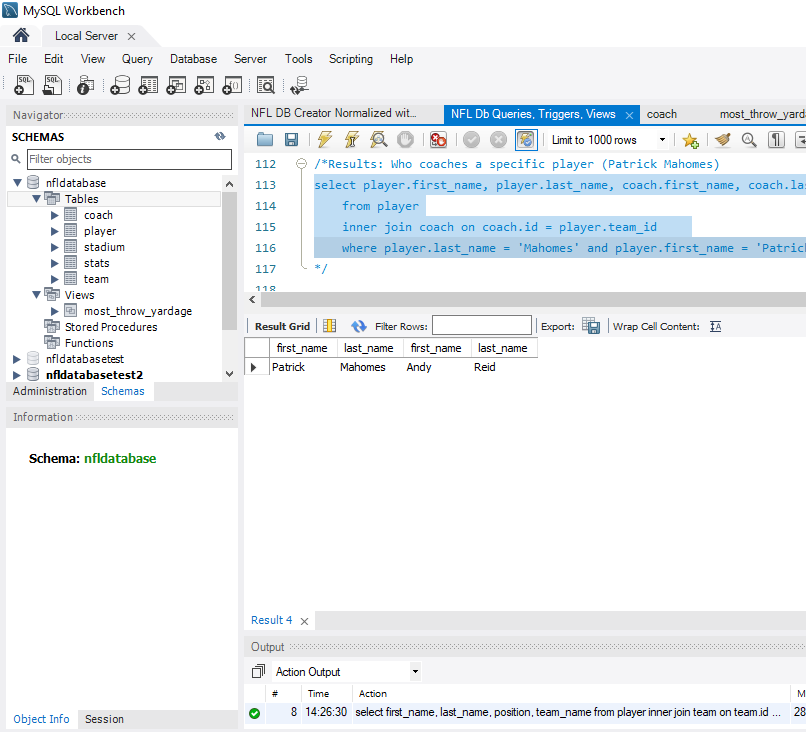 MySQL Workbench
Local Server
File Edit View Query Database Server Tools Scripting Help
Navigator
SCHEMAS
Filter objects
nfldatabase
Tables
coach
player
stadium
stats
team
Views
most_throw_yardage
Stored Procedures
Functions
nfldatabasetest
nfldatabasetest2
Administration Schemas
Information
Schema: nfldatabase
Object Info Session
NFL DB Creator Normalized wit... NFL Db Queries, Triggers, Views coach most_throw_yarda
Limit to 1000 rows
112 /*Results: Who coaches a specific player (Patrick Mahomes)
113 select player.first_name, player.last_name, coach.first_name, coach.la
114 from player
115 inner join coach on coach.id = player.team_id
116 where player.last_name = 'Mahomes' and player.first_name = 'Patrick
117 */
118
Result Grid Filter Rows: Export: Wrap Cell Content: IA
first_name last_name first_name last_name
Patrick Mahomes Andy Reid
Result 4
Output
Action Output
# Time Action M
8 14:26:30 select first_name, last_name, position, team_name from player inner join team on team.id ... 28